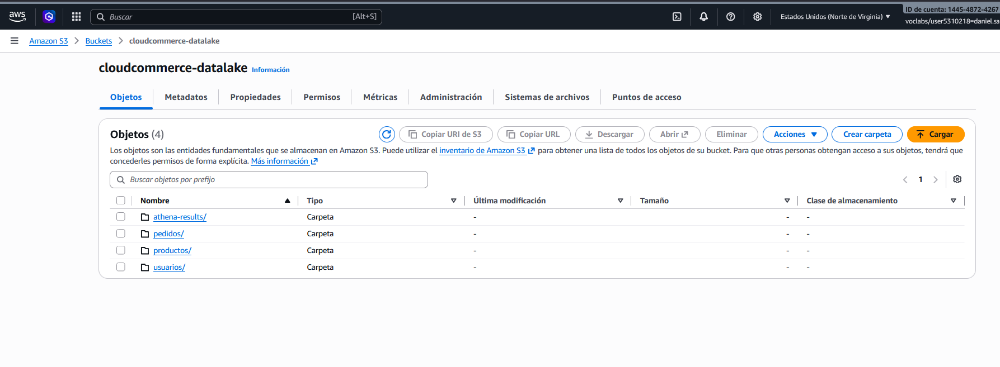 aws
Buscar [Alt+S]
Estados Unidos (Norte de Virginia)
ID de cuenta: 1445-4872-4267
voclabs/user5310218=daniel.sa
Amazon S3 > Buckets > cloudcommerce-datalake
cloudcommerce-datalake Información
Objetos Metadatos Propiedades Permisos Métricas Administración Sistemas de archivos Puntos de acceso
Objetos (4) Copiar URI de S3 Copiar URL Descargar Abrir Eliminar Acciones Crear carpeta Cargar
Los objetos son las entidades fundamentales que se almacenan en Amazon S3. Puede utilizar el inventario de Amazon S3 para obtener una lista de todos los objetos de su bucket. Para que otras personas obtengan acceso a sus objetos, tendrá que
concederles permisos de forma explícita. Más información
Buscar objetos por prefijo
1
Nombre Tipo Última modificación Tamaño Clase de almacenamiento
athena-results/ Carpeta - - -
pedidos/ Carpeta - - -
productos/ Carpeta - - -
usuarios/ Carpeta - - -